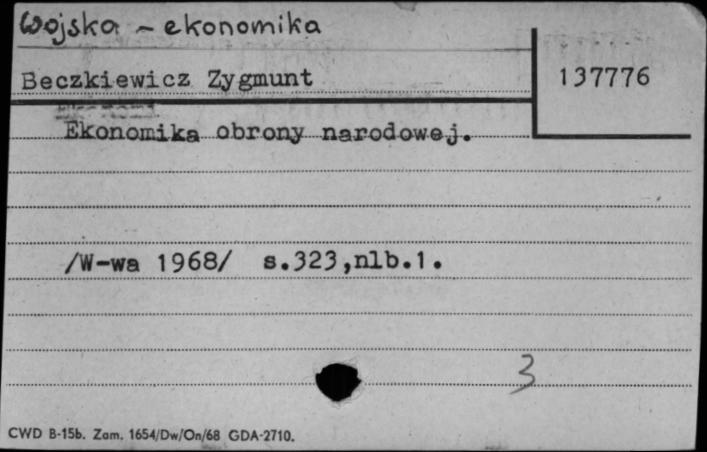 Wojska - ekonomika
Beczkiewicz Zygmunt
137776
Ekonomika obrony narodowej.
/W-wa 1968/ s.323,nlb.1.
3
CWD B-15b. Zam. 1654/Dw/On/68 GDA-2710.